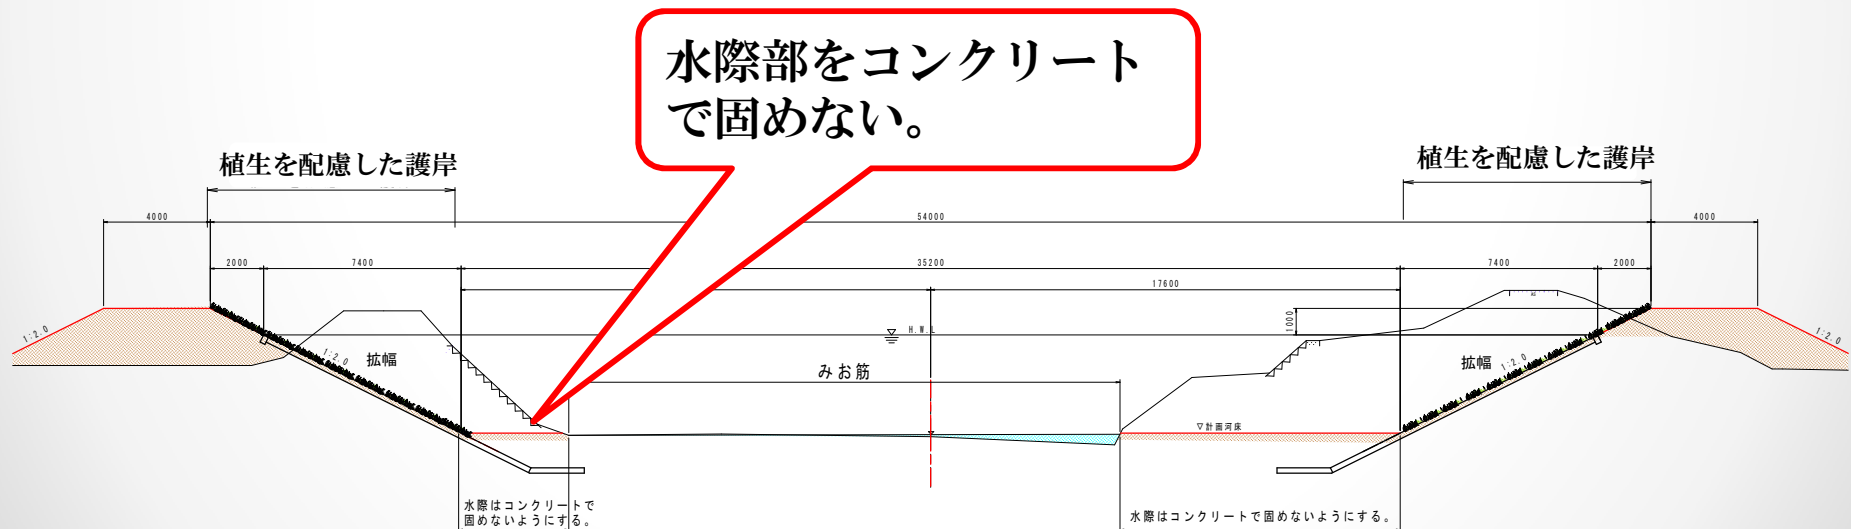 水際部をコンクリート
で固めない。
植生を配慮した護岸
植生を配慮した護岸
4000
54000
4000
2000
7400
35200
7400
2000
17600
1:2.0
1:2.0
拡幅
H.W.L
1000
みお筋
拡幅
1:2.0
1:2.0
▽計画河床
水際はコンクリートで
固めないようにする。
水際はコンクリートで固めないようにする。